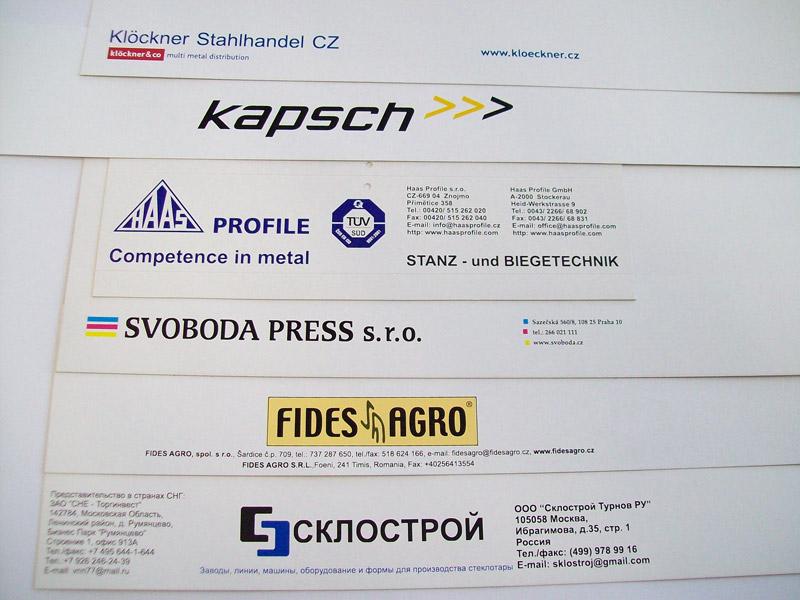 Klöckner Stahlhandel CZ
klöckner&co multi metal distribution
www.kloeckner.cz
kapsch >>>
HAAS PROFILE
Competence in metal
Q
TÜV
SÜD
Haas Profile s.r.o.
CZ-669 04 Znojmo
Přímětice 358
Tel.: 00420/ 515 262 020
Fax: 00420/ 515 262 040
E-mail: info@haasprofile.cz
http: www.haasprofile.com
Haas Profile GmbH
A-2000 Stockerau
Heid-Werkstrasse 9
Tel.: 0043/ 2266/ 68 902
Fax: 0043/ 2266/ 68 831
E-mail: office@haasprofile.com
http: www.haasprofile.com
STANZ - und BIEGETECHNIK
SVOBODA PRESS s.r.o.
Sazečská 560/8, 108 25 Praha 10
tel.: 266 021 111
www.svoboda.cz
FIDES AGRO ®
FIDES AGRO, spol. s r.o., Šardice č.p. 709, tel.: 737 287 650, tel./fax: 518 624 166, e-mail: fidesagro@fidesagro.cz, www.fidesagro.cz
FIDES AGRO S.R.L.,Foeni, 241 Timis, Romania, Fax: +40256413554
Представительство в странах СНГ:
ЗАО "СНЕ - Торгинвест"
142784, Московская Область,
Ленинский район, д. Румянцево,
Бизнес Парк "Румянцево"
Строение 1, офис 913А
Тел./факс: +7 495 644-1-644
Тел.: +7 926 246-24-39
E-mail: vnn77@mail.ru
СКЛОСТРОЙ
Заводы, линии, машины, оборудование и формы для производства стеклотары
ООО "Склострой Турнов РУ"
105058 Москва,
Ибрагимова, д.35, стр. 1
Россия
Тел./факс: (499) 978 99 16
E-mail: sklostroj@gmail.com